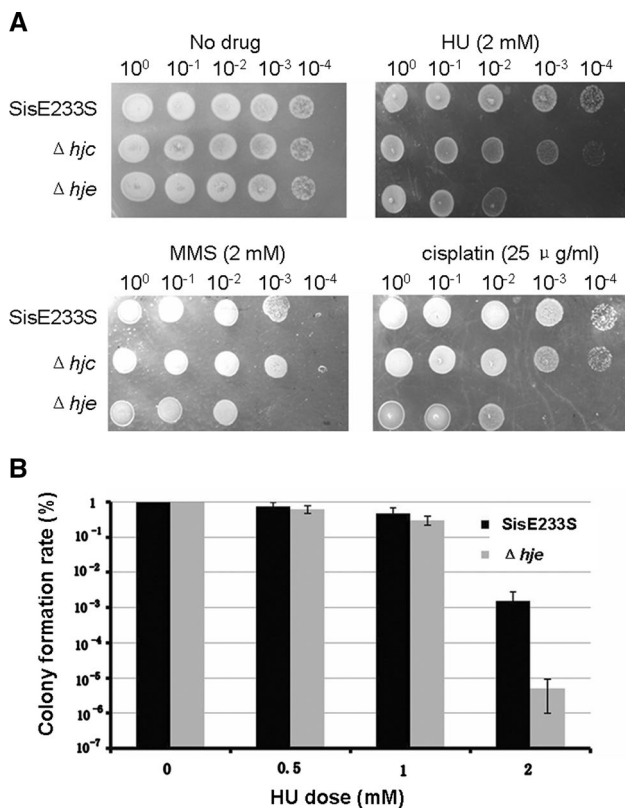 A
No drug
HU (2 mM)
10⁰ 10⁻¹ 10⁻² 10⁻³ 10⁻⁴
10⁰ 10⁻¹ 10⁻² 10⁻³ 10⁻⁴
SisE233S
Δ hjc
Δ hje
MMS (2 mM)
cisplatin (25 μ g/ml)
10⁰ 10⁻¹ 10⁻² 10⁻³ 10⁻⁴
10⁰ 10⁻¹ 10⁻² 10⁻³ 10⁻⁴
SisE233S
Δ hjc
Δ hje
B
Colony formation rate (%)
1
10⁻¹
10⁻²
10⁻³
10⁻⁴
10⁻⁵
10⁻⁶
10⁻⁷
SisE233S
Δ hje
0 0.5 1 2
HU dose (mM)